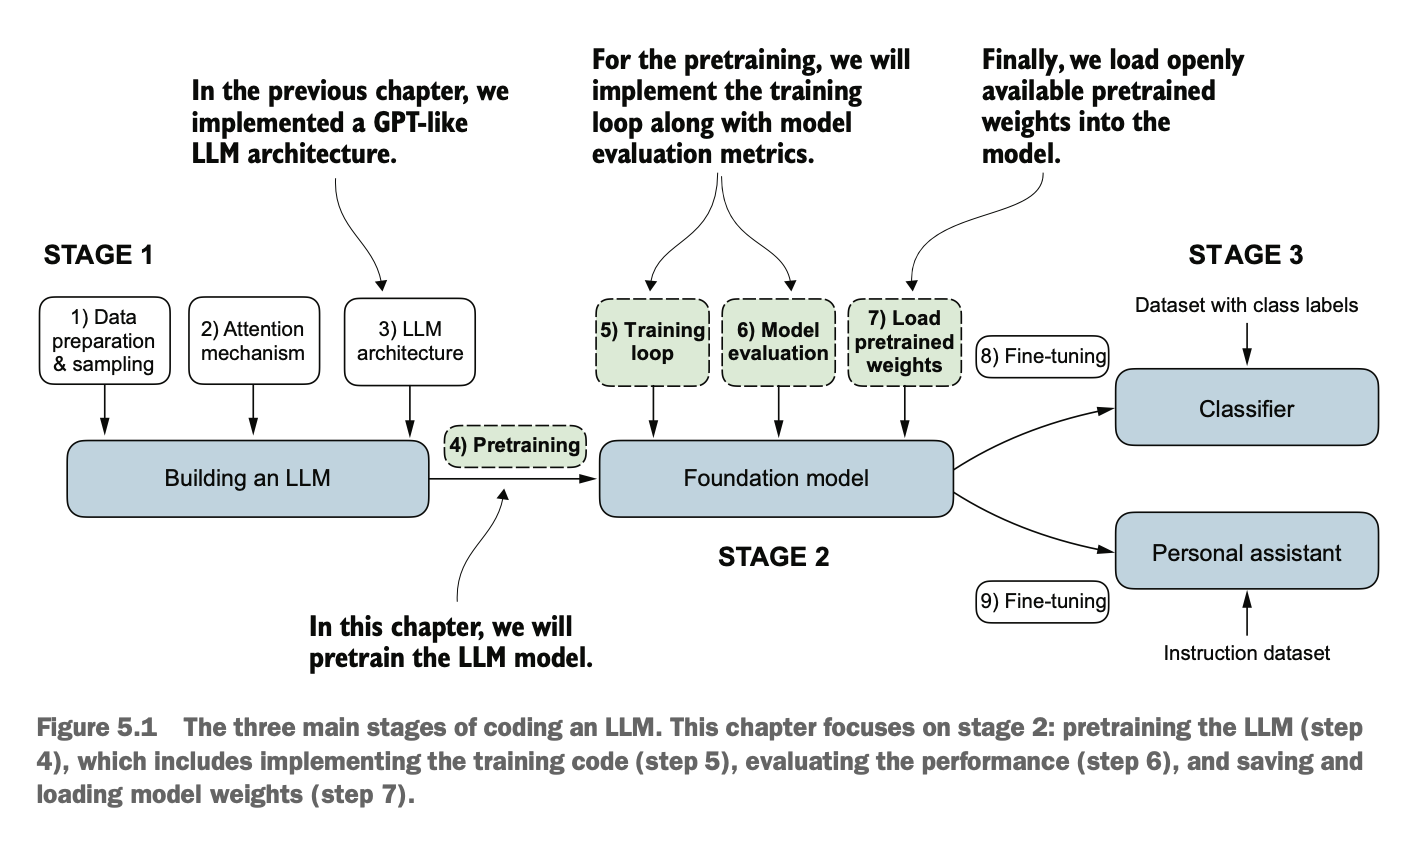 In the previous chapter, we
implemented a GPT-like
LLM architecture.
For the pretraining, we will
implement the training
loop along with model
evaluation metrics.
Finally, we load openly
available pretrained
weights into the
model.
STAGE 1
1) Data
preparation
& sampling
2) Attention
mechanism
3) LLM
architecture
Building an LLM
4) Pretraining
In this chapter, we will
pretrain the LLM model.
5) Training
loop
6) Model
evaluation
7) Load
pretrained
weights
Foundation model
STAGE 2
STAGE 3
Dataset with class labels
8) Fine-tuning
Classifier
Personal assistant
9) Fine-tuning
Instruction dataset
Figure 5.1 The three main stages of coding an LLM. This chapter focuses on stage 2: pretraining the LLM (step
4), which includes implementing the training code (step 5), evaluating the performance (step 6), and saving and
loading model weights (step 7).